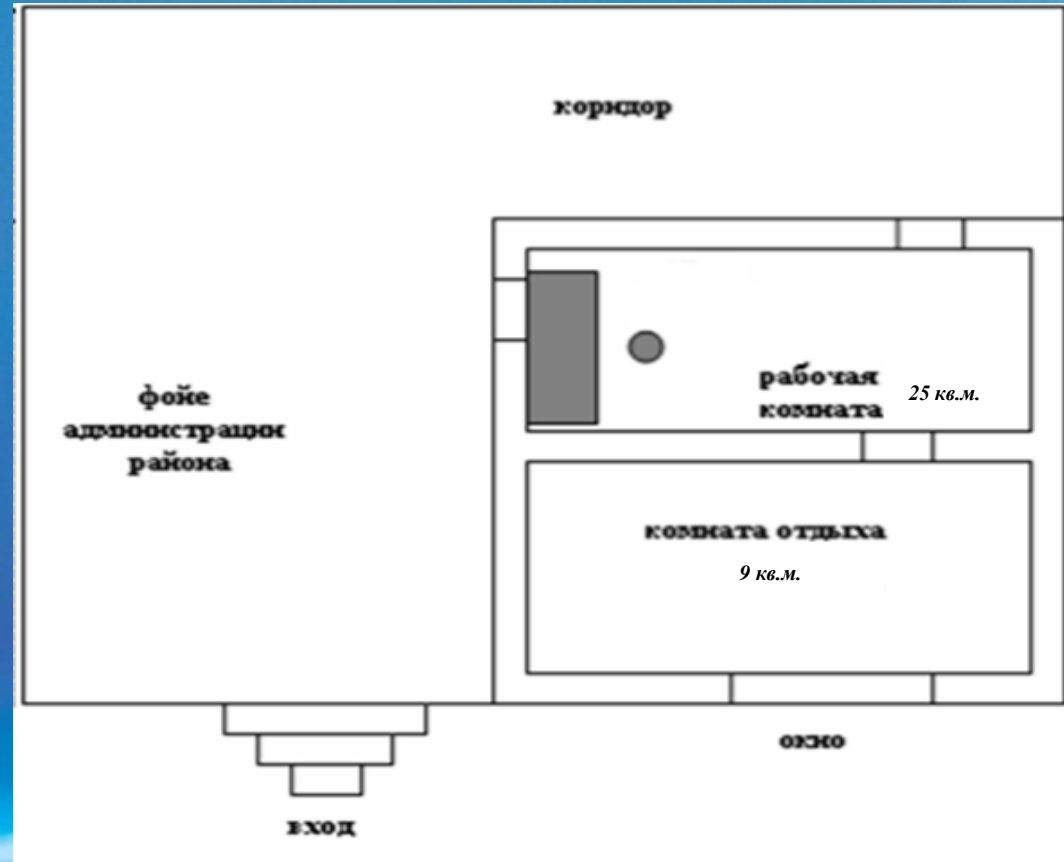 коридор
фойе
администрации
района
рабочая
комната
25 кв.м.
комната отдыха
9 кв.м.
окно
вход